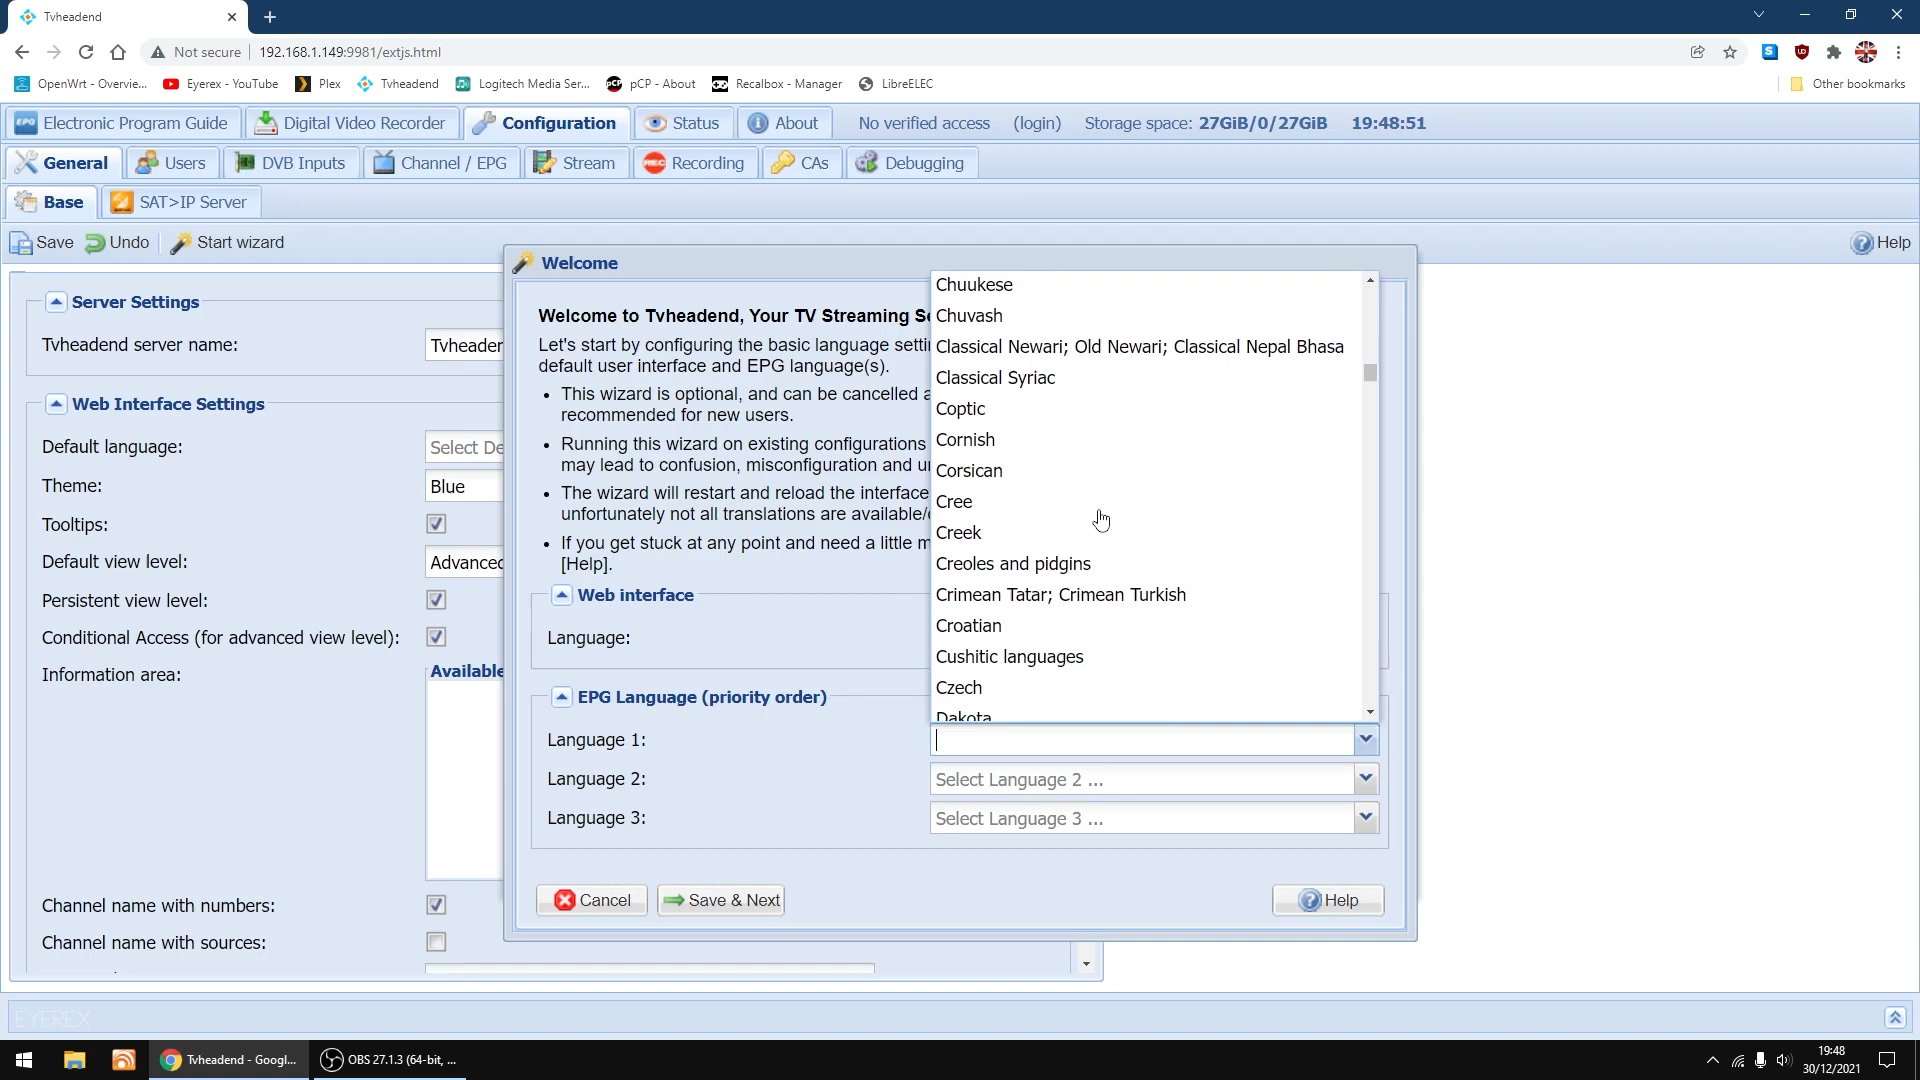 Tvheadend
Not secure 192.168.1.149:9981/extjs.html
OpenWrt - Overvie... Eyerex - YouTube Plex Tvheadend Logitech Media Ser... pCP - About Recalbox - Manager LibreELEC Other bookmarks
Electronic Program Guide Digital Video Recorder Configuration Status About No verified access (login) Storage space: 27GiB/0/27GiB 19:48:51
General Users DVB Inputs Channel / EPG Stream Recording CAs Debugging
Base SAT>IP Server
Save Undo Start wizard Help
Welcome
Server Settings
Tvheadend server name: Tvheader
Web Interface Settings
Default language: Select De
Theme: Blue
Tooltips:
Default view level: Advanced
Persistent view level:
Conditional Access (for advanced view level):
Information area: Available
Channel name with numbers:
Channel name with sources:
Welcome to Tvheadend, Your TV Streaming Se
Let's start by configuring the basic language setti
default user interface and EPG language(s).
• This wizard is optional, and can be cancelled a
recommended for new users.
• Running this wizard on existing configurations
may lead to confusion, misconfiguration and u
• The wizard will restart and reload the interface
unfortunately not all translations are available/
• If you get stuck at any point and need a little m
[Help].
Web interface
Language:
EPG Language (priority order)
Language 1:
Language 2: Select Language 2 ...
Language 3: Select Language 3 ...
Chuukese
Chuvash
Classical Newari; Old Newari; Classical Nepal Bhasa
Classical Syriac
Coptic
Cornish
Corsican
Cree
Creek
Creoles and pidgins
Crimean Tatar; Crimean Turkish
Croatian
Cushitic languages
Czech
Dakota
Cancel Save & Next Help
EYEREX
Tvheadend - Googl... OBS 27.1.3 (64-bit, ... 19:48
30/12/2021